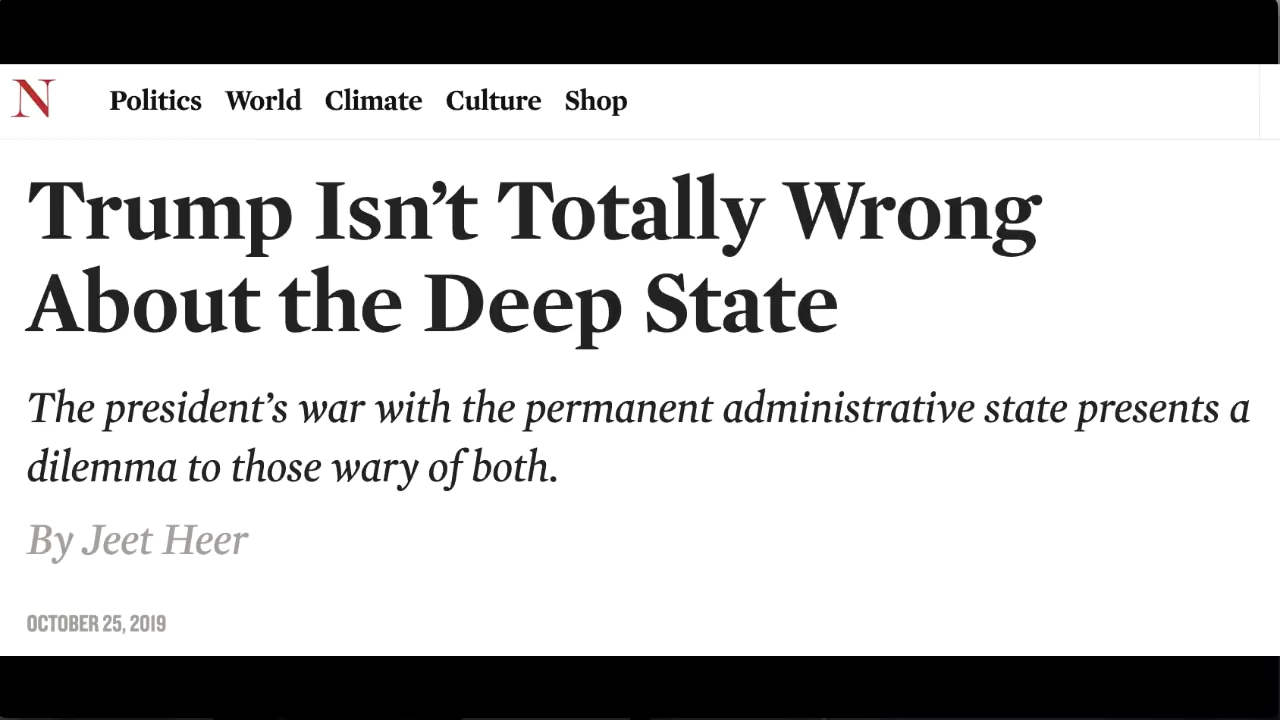 N Politics World Climate Culture Shop
Trump Isn’t Totally Wrong
About the Deep State
The president’s war with the permanent administrative state presents a
dilemma to those wary of both.
By Jeet Heer
OCTOBER 25, 2019